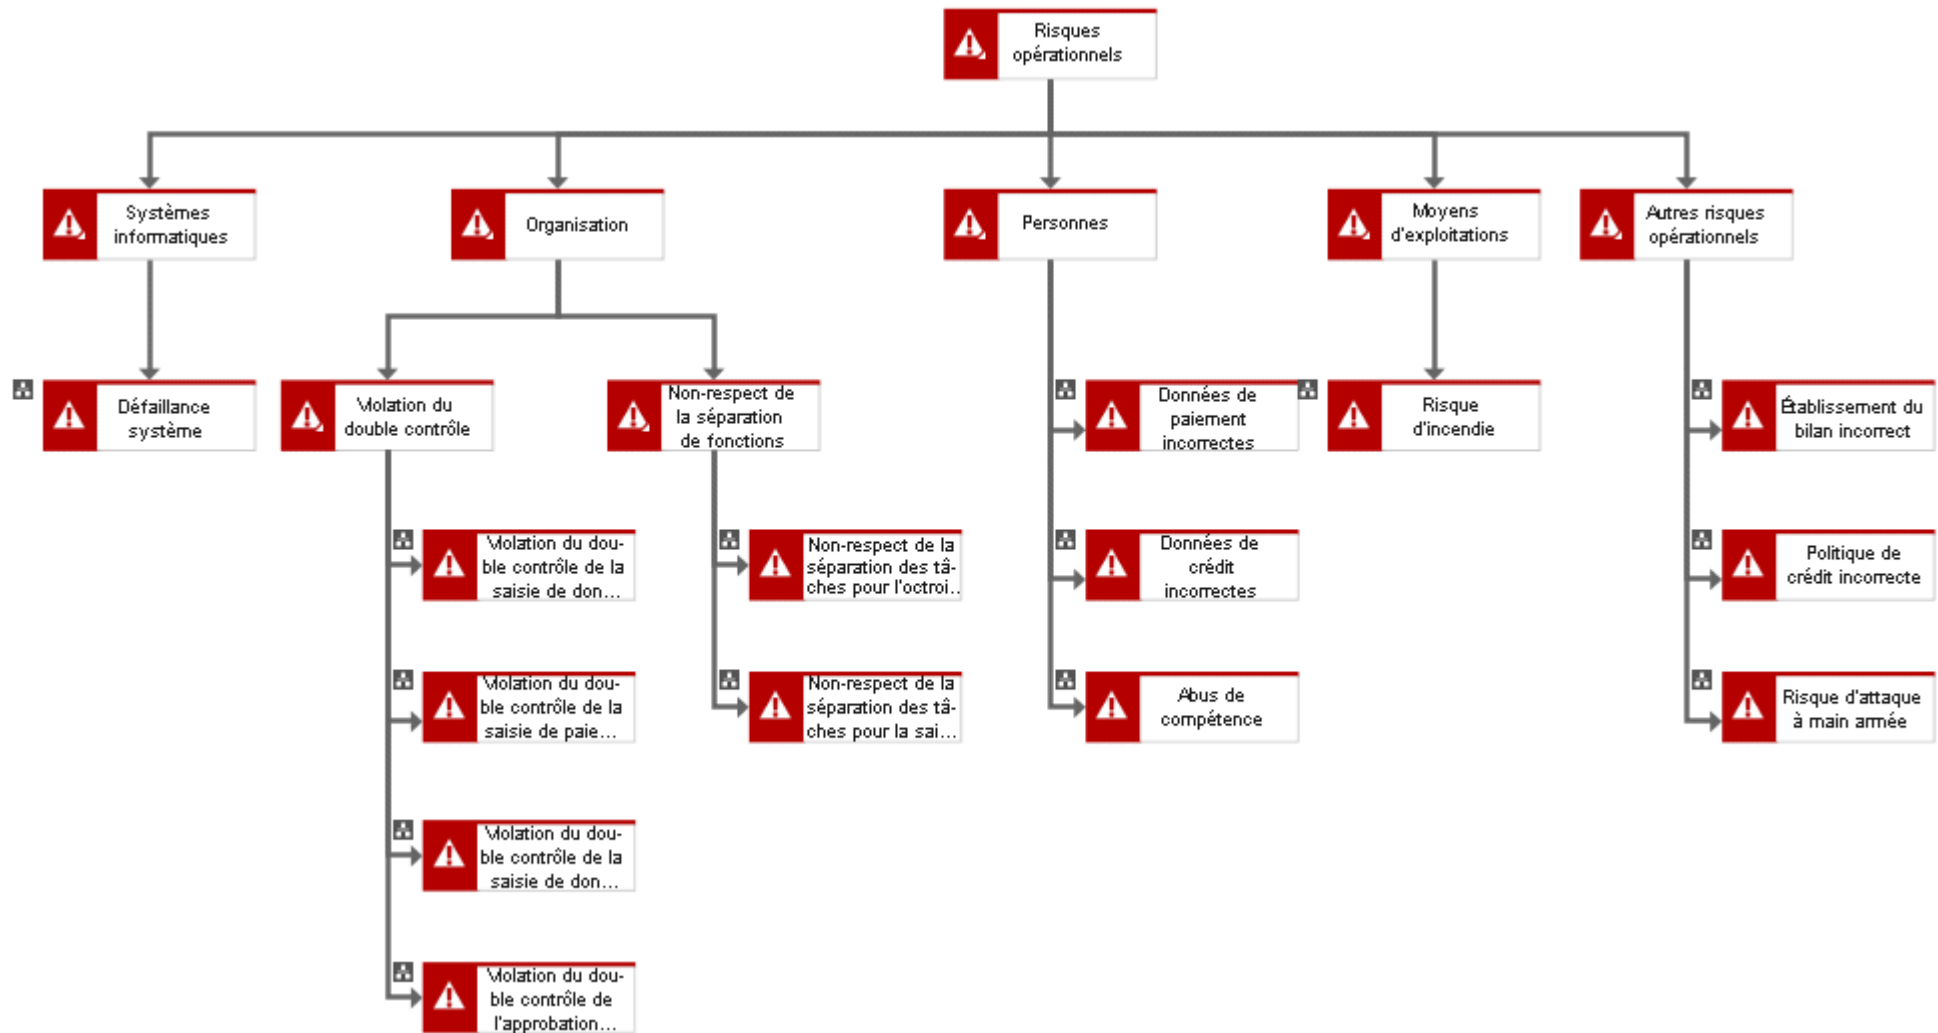 Risques
opérationnels
Systèmes
informatiques
Organisation
Personnes
Moyens
d'exploitations
Autres risques
opérationnels
Défaillance
système
Violation du
double contrôle
Non-respect de
la séparation
de fonctions
Données de
paiement
incorrectes
Risque
d'incendie
Établissement du
bilan incorrect
Violation du dou-
ble contrôle de la
saisie de don...
Non-respect de la
séparation des tâ-
ches pour l'octroi..
Données de
crédit
incorrectes
Politique de
crédit incorrecte
Violation du dou-
ble contrôle de la
saisie de paie...
Non-respect de la
séparation des tâ-
ches pour la sai...
Abus de
compétence
Risque d'attaque
à main armée
Violation du dou-
ble contrôle de la
saisie de don...
Violation du dou-
ble contrôle de
l'approbation...